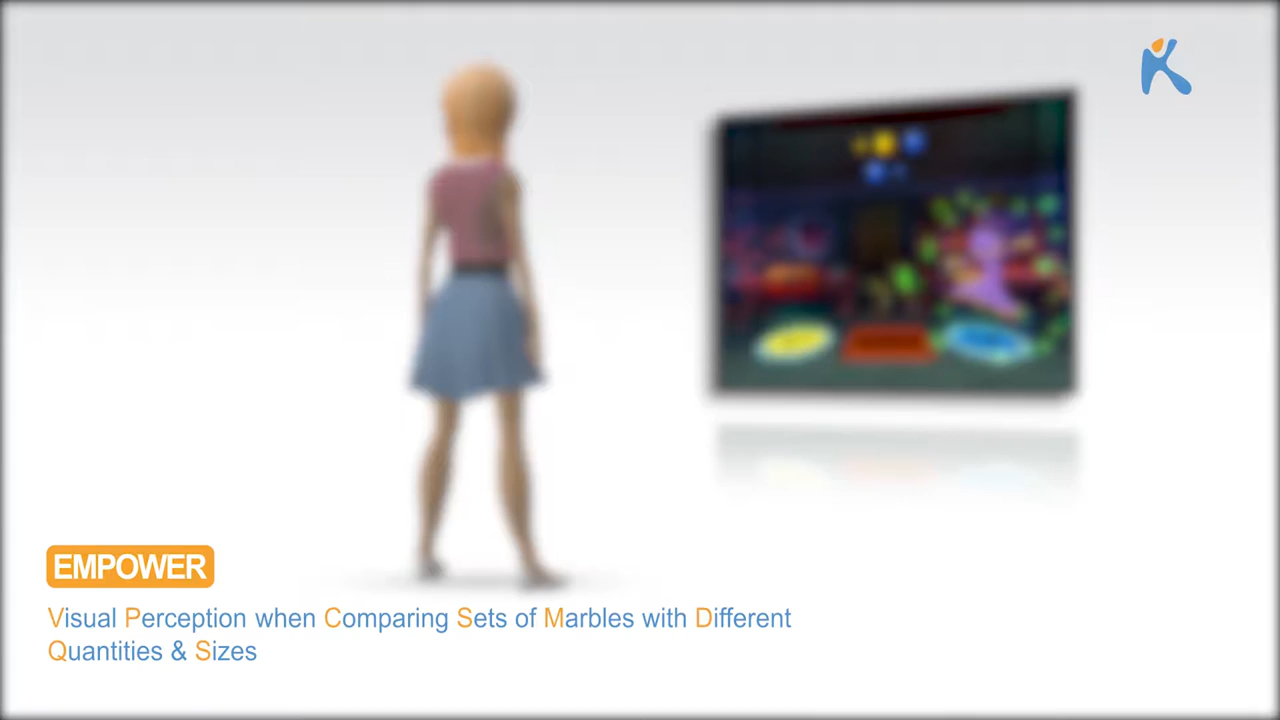 EMPOWER
Visual Perception when Comparing Sets of Marbles with Different
Quantities & Sizes